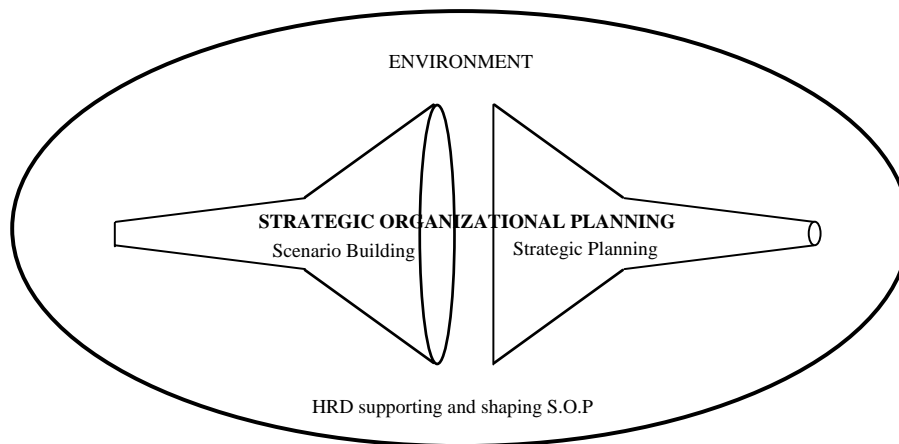 ENVIRONMENT
STRATEGIC ORGANIZATIONAL PLANNING
Scenario Building Strategic Planning
HRD supporting and shaping S.O.P